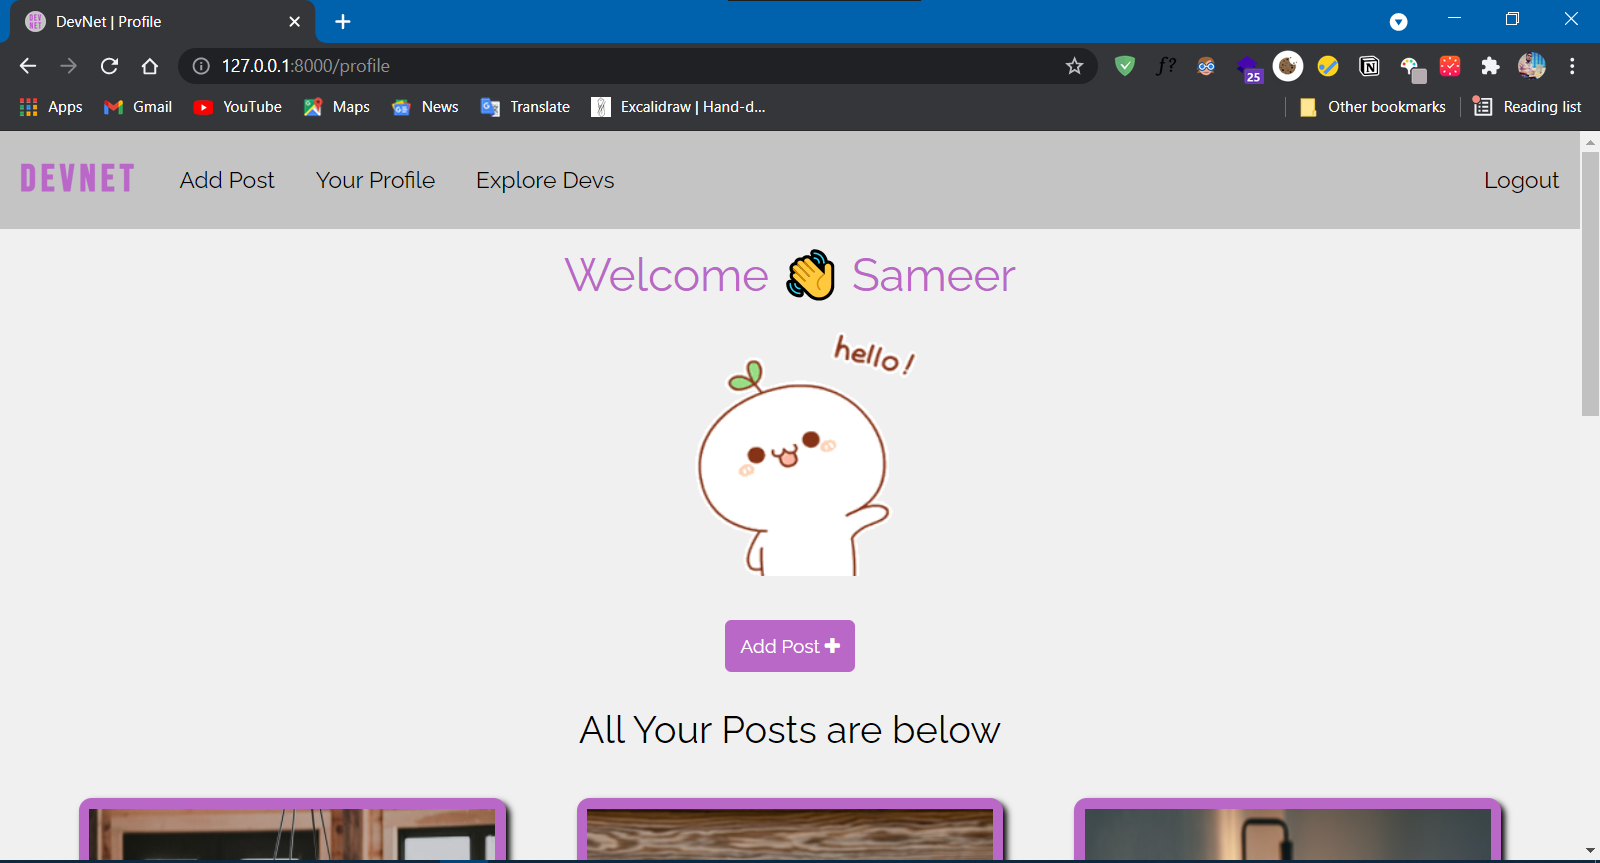 DEV NET DevNet | Profile
127.0.0.1:8000/profile
f?
25
Apps Gmail YouTube Maps News Translate Excalidraw | Hand-d... Other bookmarks Reading list
DEVNET Add Post Your Profile Explore Devs Logout
Welcome 👋 Sameer
hello!
Add Post
All Your Posts are below